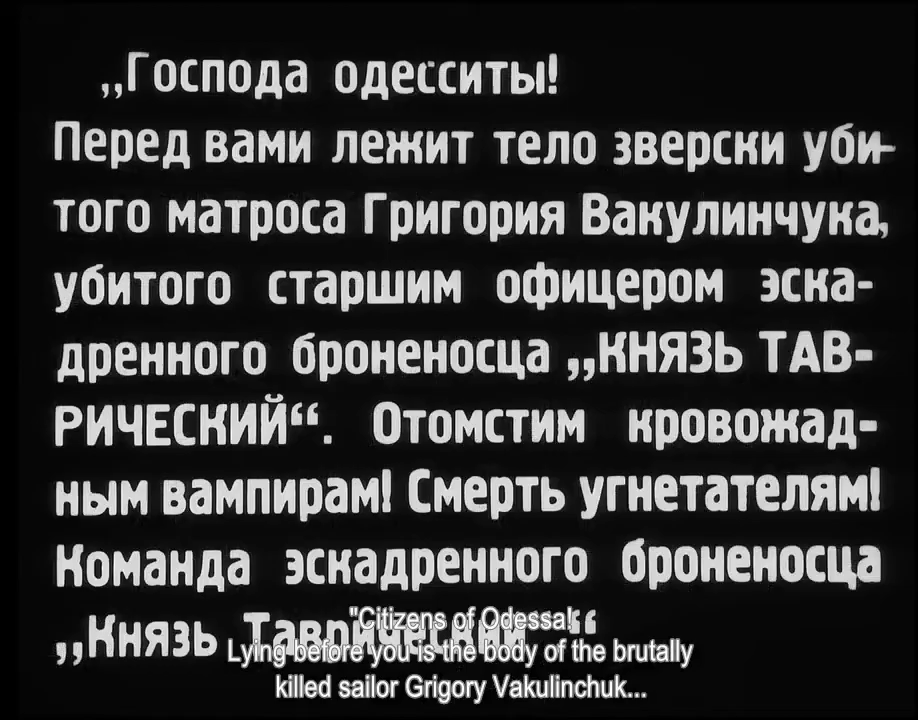 „Господа одесситы!
Перед вами лежит тело зверски уби-
того матроса Григория Вакулинчука,
убитого старшим офицером эска-
дренного броненосца „КНЯЗЬ ТАВ-
РИЧЕСКИЙ“. Отомстим кровожад-
ным вампирам! Смерть угнетателям!
Команда эскадренного броненосца
„Князь Таврический“
"Citizens of Odessa!
Lying before you is the body of the brutally
killed sailor Grigory Vakulinchuk...